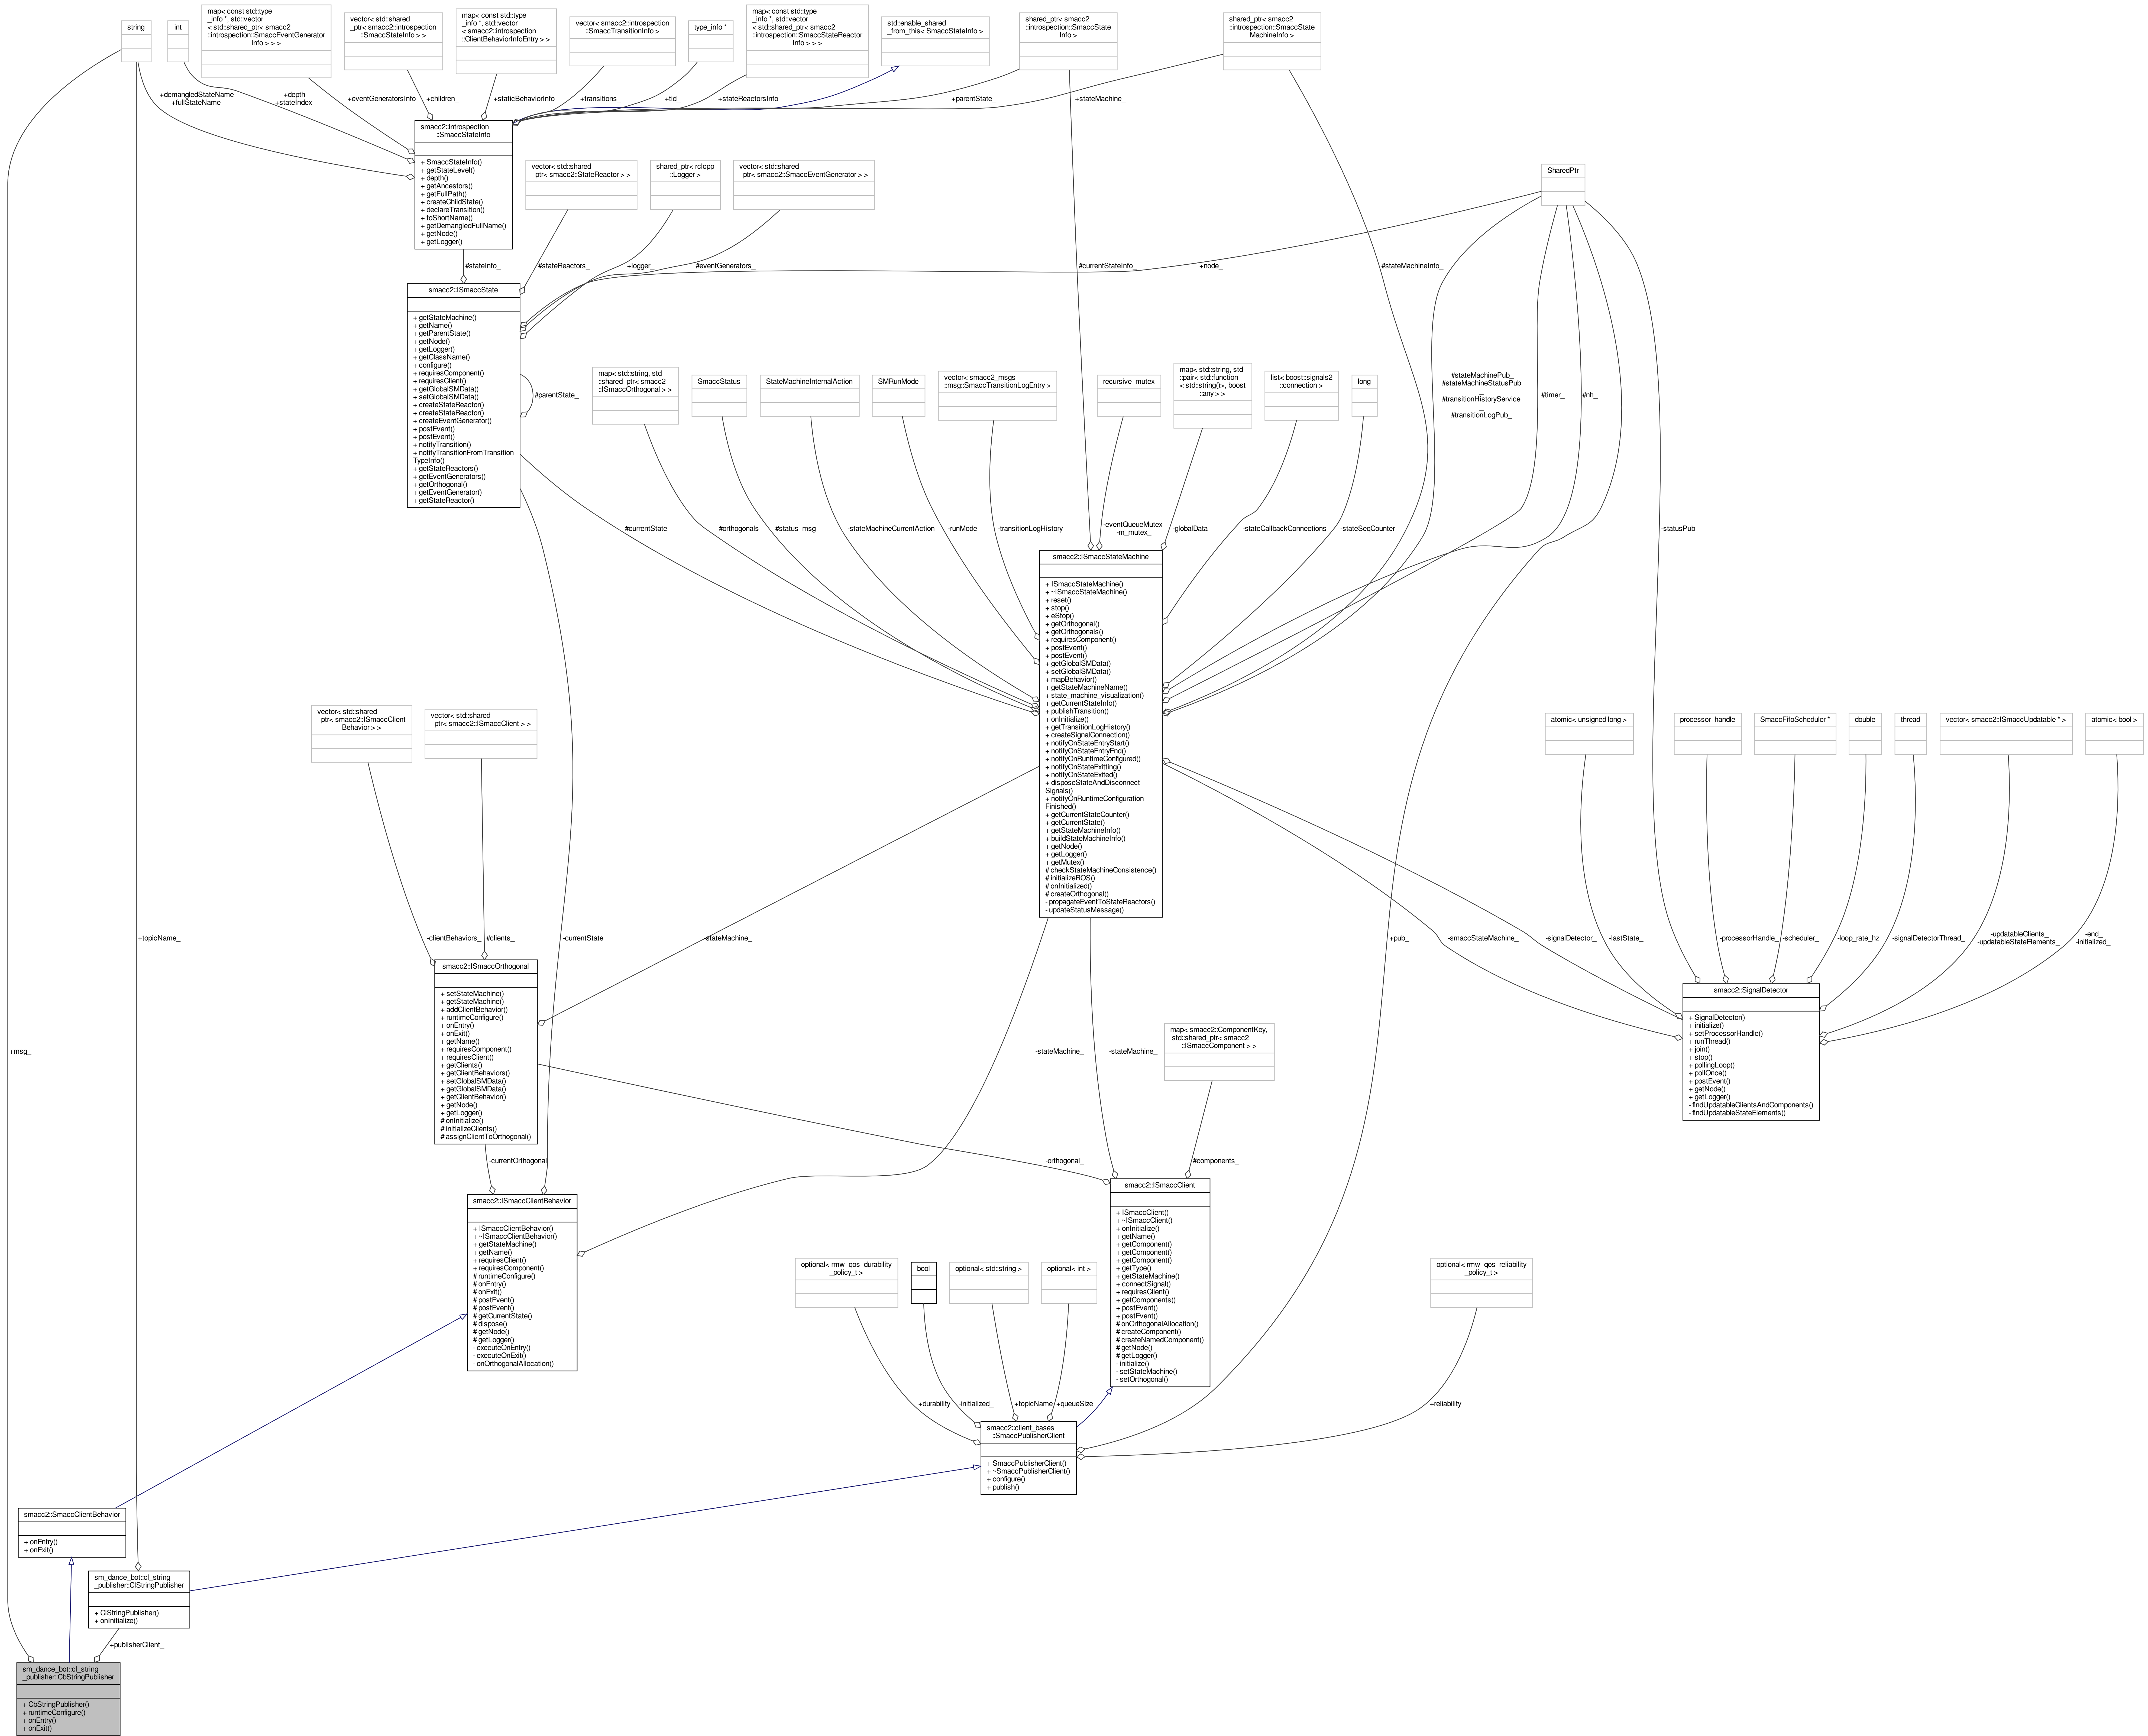 string
int
map< const std::type
_info *, std::vector
< std::shared_ptr< smacc2
::introspection::SmaccEventGenerator
Info > > >
vector< std::shared
_ptr< smacc2::introspection
::SmaccStateInfo > >
map< const std::type
_info *, std::vector
< smacc2::introspection
::ClientBehaviorInfoEntry > >
vector< smacc2::introspection
::SmaccTransitionInfo >
type_info *
map< const std::type
_info *, std::vector
< std::shared_ptr< smacc2
::introspection::SmaccStateReactor
Info > > >
std::enable_shared
_from_this< SmaccStateInfo >
shared_ptr< smacc2
::introspection::SmaccState
Info >
shared_ptr< smacc2
::introspection::SmaccState
MachineInfo >
+demangledStateName
+fullStateName
+depth_
+stateIndex_
+eventGeneratorsInfo
+children_
+staticBehaviorInfo
+transitions_
+tid_
+stateReactorsInfo
+parentState_
+stateMachine_
smacc2::introspection
::SmaccStateInfo
+ SmaccStateInfo()
+ getStateLevel()
+ depth()
+ getAncestors()
+ getFullPath()
+ createChildState()
+ declareTransition()
+ toShortName()
+ getDemangledFullName()
+ getNode()
+ getLogger()
vector< std::shared
_ptr< smacc2::StateReactor > >
shared_ptr< rclcpp
::Logger >
vector< std::shared
_ptr< smacc2::SmaccEventGenerator > >
SharedPtr
#stateInfo_
#stateReactors_
+logger_
#eventGenerators_
#currentStateInfo_
+node_
#stateMachineInfo_
smacc2::ISmaccState
+ getStateMachine()
+ getName()
+ getParentState()
+ getNode()
+ getLogger()
+ getClassName()
+ configure()
+ requiresComponent()
+ requiresClient()
+ getGlobalSMData()
+ setGlobalSMData()
+ createStateReactor()
+ createStateReactor()
+ createEventGenerator()
+ postEvent()
+ postEvent()
+ notifyTransition()
+ notifyTransitionFromTransition
TypeInfo()
+ getStateReactors()
+ getEventGenerators()
+ getOrthogonal()
+ getEventGenerator()
+ getStateReactor()
#parentState_
map< std::string, std
::shared_ptr< smacc2
::ISmaccOrthogonal > >
SmaccStatus
StateMachineInternalAction
SMRunMode
vector< smacc2_msgs
::msg::SmaccTransitionLogEntry >
recursive_mutex
map< std::string, std
::pair< std::function
< std::string()>, boost
::any > >
list< boost::signals2
::connection >
long
#stateMachinePub_
#stateMachineStatusPub
_
#transitionHistoryService
_
#transitionLogPub_
#timer_
#nh_
#currentState_
#orthogonals_
#status_msg_
-stateMachineCurrentAction
-runMode_
-transitionLogHistory_
-eventQueueMutex_
-m_mutex_
-globalData_
-stateCallbackConnections
-stateSeqCounter_
-statusPub_
smacc2::ISmaccStateMachine
+ ISmaccStateMachine()
+ ~ISmaccStateMachine()
+ reset()
+ stop()
+ eStop()
+ getOrthogonal()
+ getOrthogonals()
+ requiresComponent()
+ postEvent()
+ postEvent()
+ getGlobalSMData()
+ setGlobalSMData()
+ mapBehavior()
+ getStateMachineName()
+ state_machine_visualization()
+ getCurrentStateInfo()
+ publishTransition()
+ onInitialize()
+ getTransitionLogHistory()
+ createSignalConnection()
+ notifyOnStateEntryStart()
+ notifyOnStateEntryEnd()
+ notifyOnRuntimeConfigured()
+ notifyOnStateExitting()
+ notifyOnStateExited()
+ disposeStateAndDisconnect
Signals()
+ notifyOnRuntimeConfiguration
Finished()
+ getCurrentStateCounter()
+ getCurrentState()
+ getStateMachineInfo()
+ buildStateMachineInfo()
+ getNode()
+ getLogger()
+ getMutex()
# checkStateMachineConsistence()
# initializeROS()
# onInitialized()
# createOrthogonal()
- propagateEventToStateReactors()
- updateStatusMessage()
vector< std::shared
_ptr< smacc2::ISmaccClient
Behavior > >
vector< std::shared
_ptr< smacc2::ISmaccClient > >
atomic< unsigned long >
processor_handle
SmaccFifoScheduler *
double
thread
vector< smacc2::ISmaccUpdatable * >
atomic< bool >
+topicName_
-clientBehaviors_
#clients_
-currentState
-stateMachine_
+pub_
-smaccStateMachine_
-signalDetector_
-lastState_
-processorHandle_
-scheduler_
-loop_rate_hz
-signalDetectorThread_
-updatableClients_
-updatableStateElements_
-end_
-initialized_
smacc2::ISmaccOrthogonal
+ setStateMachine()
+ getStateMachine()
+ addClientBehavior()
+ runtimeConfigure()
+ onEntry()
+ onExit()
+ getName()
+ requiresComponent()
+ requiresClient()
+ getClients()
+ getClientBehaviors()
+ setGlobalSMData()
+ getGlobalSMData()
+ getClientBehavior()
+ getNode()
+ getLogger()
# onInitialize()
# initializeClients()
# assignClientToOrthogonal()
smacc2::SignalDetector
+ SignalDetector()
+ initialize()
+ setProcessorHandle()
+ runThread()
+ join()
+ stop()
+ pollingLoop()
+ pollOnce()
+ postEvent()
+ getNode()
+ getLogger()
- findUpdatableClientsAndComponents()
- findUpdatableStateElements()
+msg_
-stateMachine_
-stateMachine_
map< smacc2::ComponentKey,
std::shared_ptr< smacc2
::ISmaccComponent > >
-currentOrthogonal
-orthogonal_
#components_
smacc2::ISmaccClientBehavior
+ ISmaccClientBehavior()
+ ~ISmaccClientBehavior()
+ getStateMachine()
+ getName()
+ requiresClient()
+ requiresComponent()
# runtimeConfigure()
# onEntry()
# onExit()
# postEvent()
# postEvent()
# getCurrentState()
# dispose()
# getNode()
# getLogger()
- executeOnEntry()
- executeOnExit()
- onOrthogonalAllocation()
smacc2::ISmaccClient
+ ISmaccClient()
+ ~ISmaccClient()
+ onInitialize()
+ getName()
+ getComponent()
+ getComponent()
+ getComponent()
+ getType()
+ getStateMachine()
+ connectSignal()
+ requiresClient()
+ getComponents()
+ postEvent()
+ postEvent()
# onOrthogonalAllocation()
# createComponent()
# createNamedComponent()
# getNode()
# getLogger()
- initialize()
- setStateMachine()
- setOrthogonal()
optional< rmw_qos_durability
_policy_t >
bool
optional< std::string >
optional< int >
optional< rmw_qos_reliability
_policy_t >
+durability
-initialized_
+topicName
+queueSize
+reliability
smacc2::client_bases
::SmaccPublisherClient
+ SmaccPublisherClient()
+ ~SmaccPublisherClient()
+ configure()
+ publish()
smacc2::SmaccClientBehavior
+ onEntry()
+ onExit()
sm_dance_bot::cl_string
_publisher::ClStringPublisher
+ ClStringPublisher()
+ onInitialize()
+publisherClient_
sm_dance_bot::cl_string
_publisher::CbStringPublisher
+ CbStringPublisher()
+ runtimeConfigure()
+ onEntry()
+ onExit()